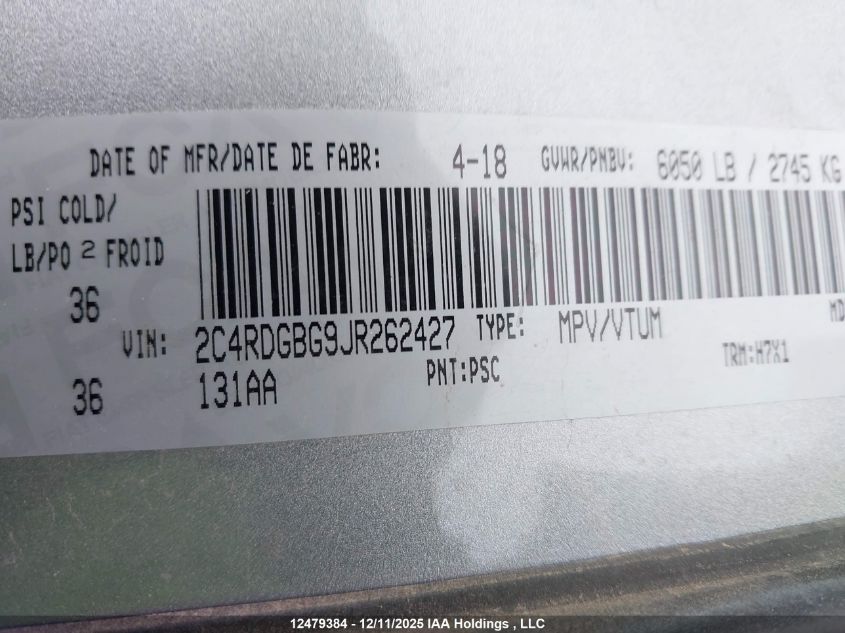 DATE OF MFR/DATE DE FABR: 4-18 GVWR/PNBV: 6050 LB / 2745 KG
PSI COLD/
LB/PO 2 FROID
36
VIN: 2C4RDGBG9JR262427 TYPE: MPV/VTUM MD
36 131AA PNT:PSC TRM:H7X1
12479384 - 12/11/2025 IAA Holdings , LLC